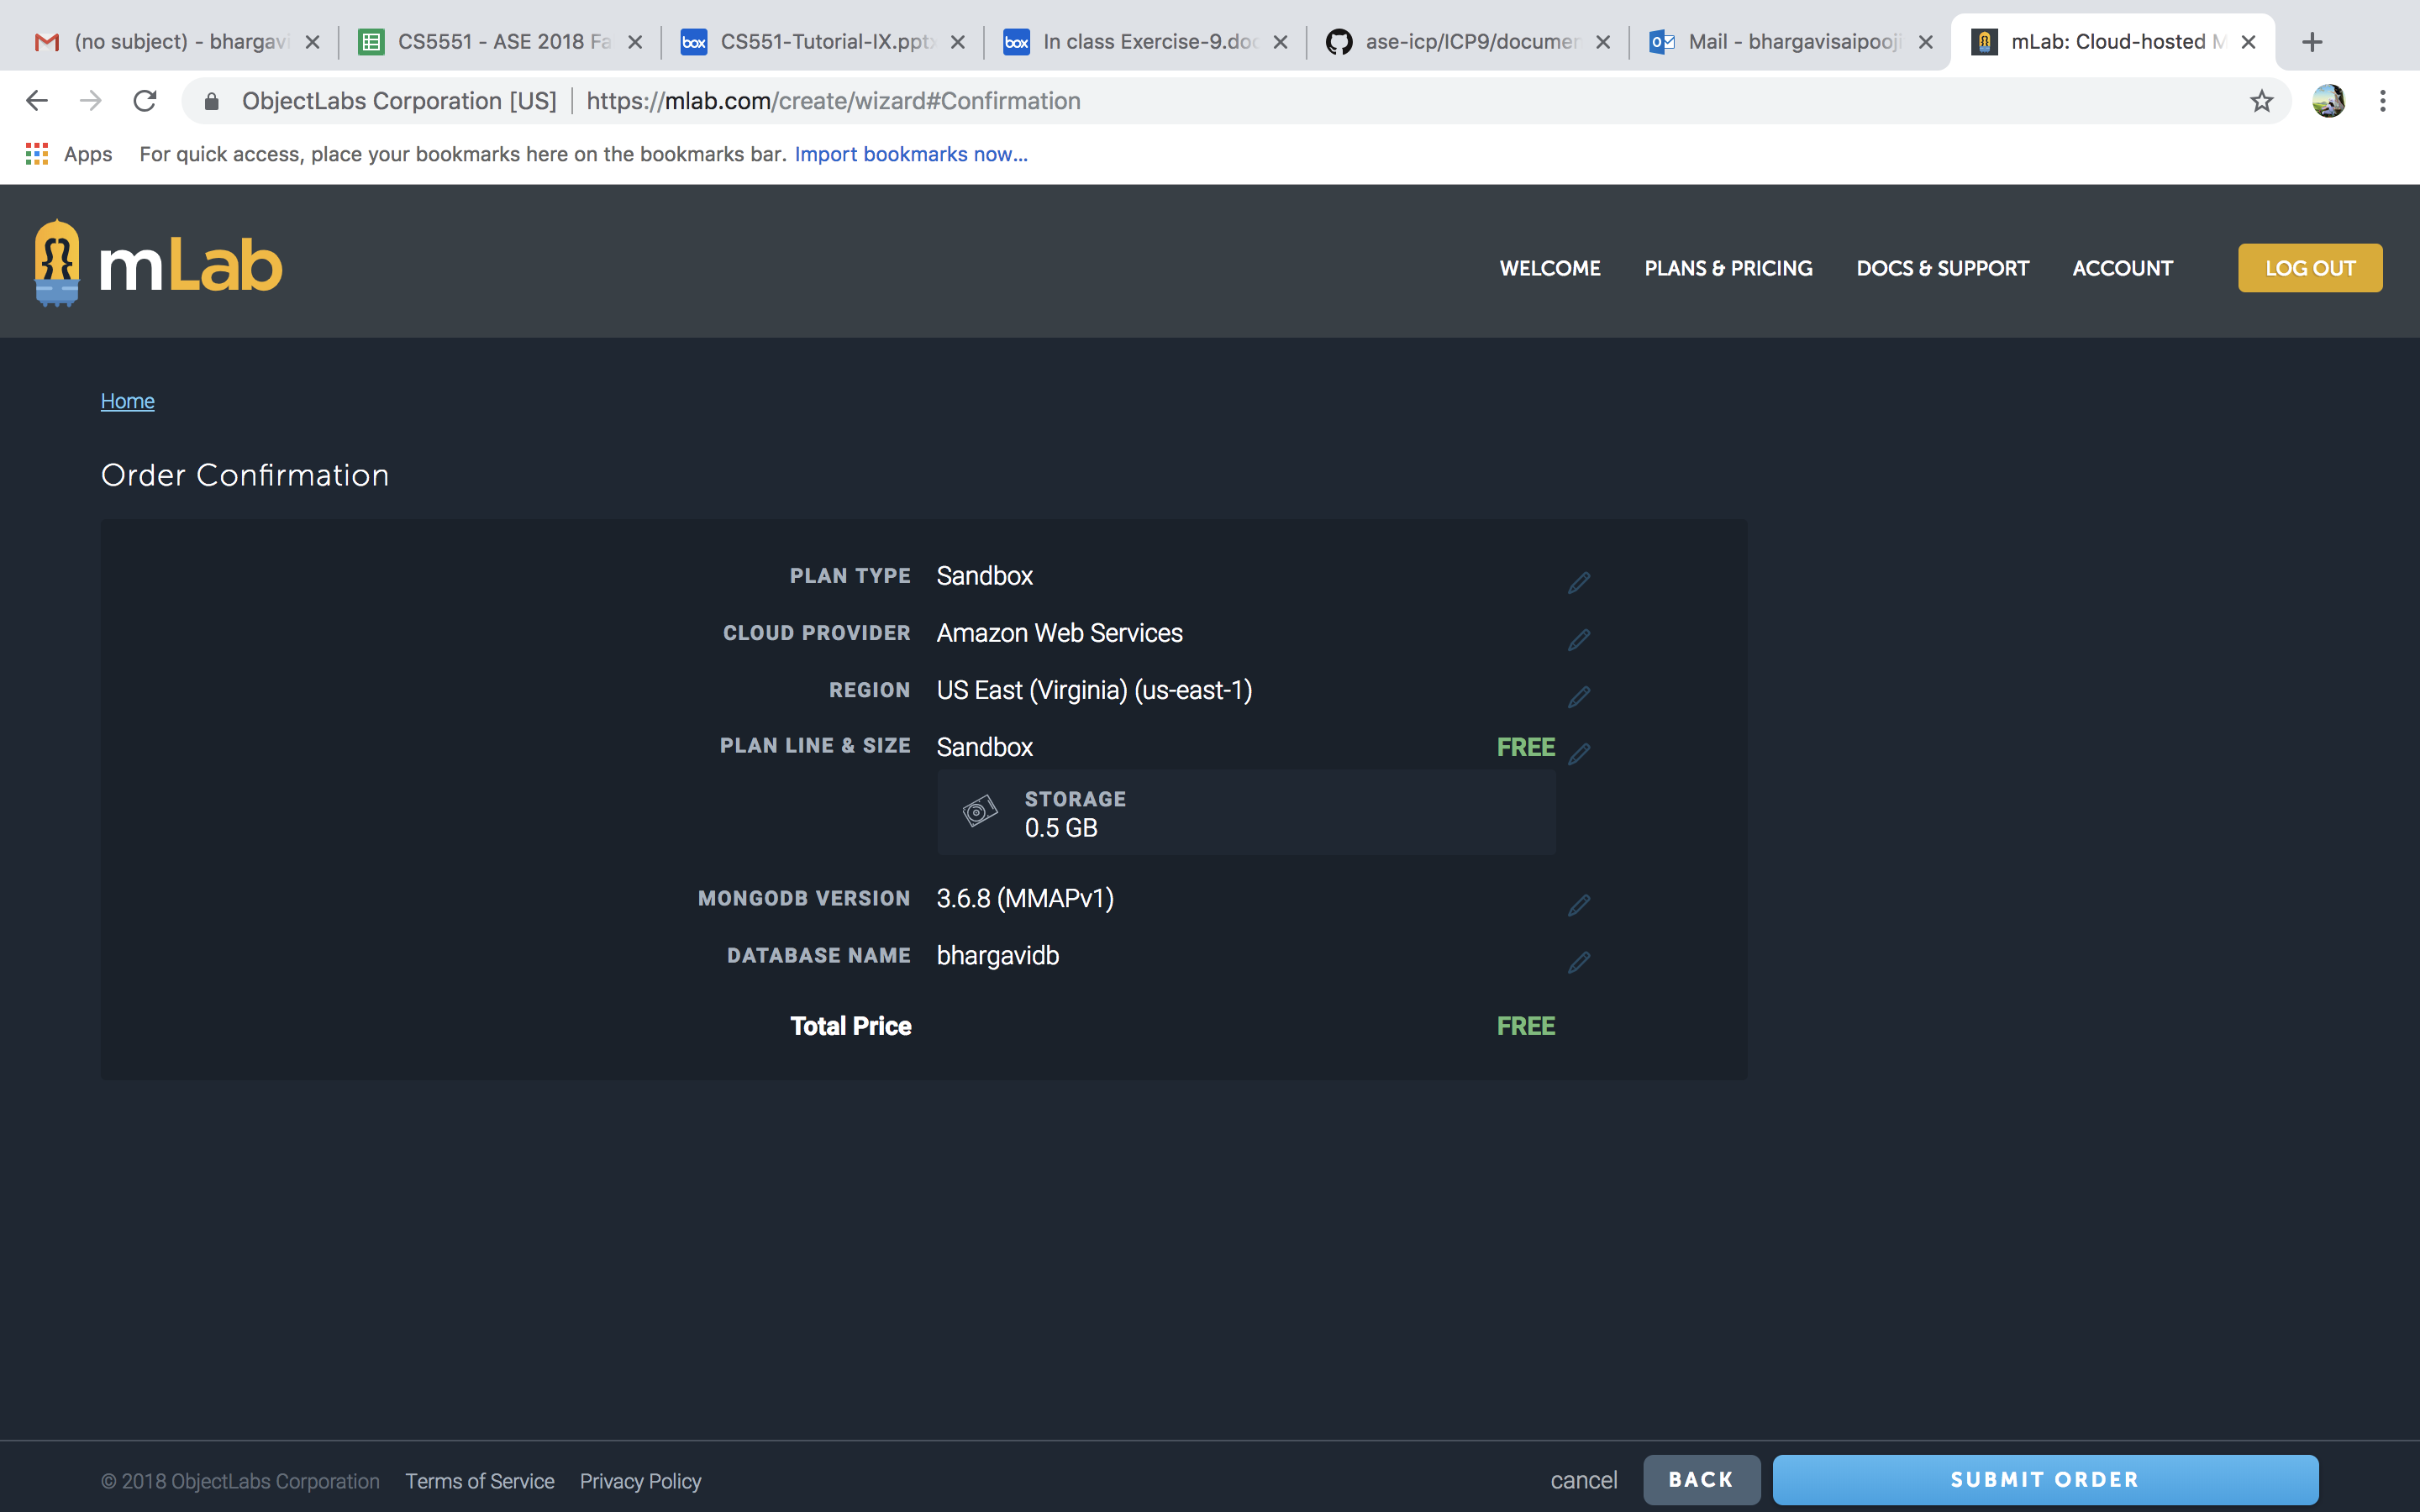 (no subject) - bhargavi
CS5551 - ASE 2018 Fa
box CS551-Tutorial-IX.pptx
box In class Exercise-9.doc
ase-icp/ICP9/documen
Mail - bhargavisaipooji
mLab: Cloud-hosted M
ObjectLabs Corporation [US] | https://mlab.com/create/wizard#Confirmation
Apps For quick access, place your bookmarks here on the bookmarks bar. Import bookmarks now...
mLab
WELCOME PLANS & PRICING DOCS & SUPPORT ACCOUNT LOG OUT
Home
Order Confirmation
PLAN TYPE Sandbox
CLOUD PROVIDER Amazon Web Services
REGION US East (Virginia) (us-east-1)
PLAN LINE & SIZE Sandbox FREE
STORAGE
0.5 GB
MONGODB VERSION 3.6.8 (MMAPv1)
DATABASE NAME bhargavidb
Total Price FREE
© 2018 ObjectLabs Corporation Terms of Service Privacy Policy cancel BACK SUBMIT ORDER